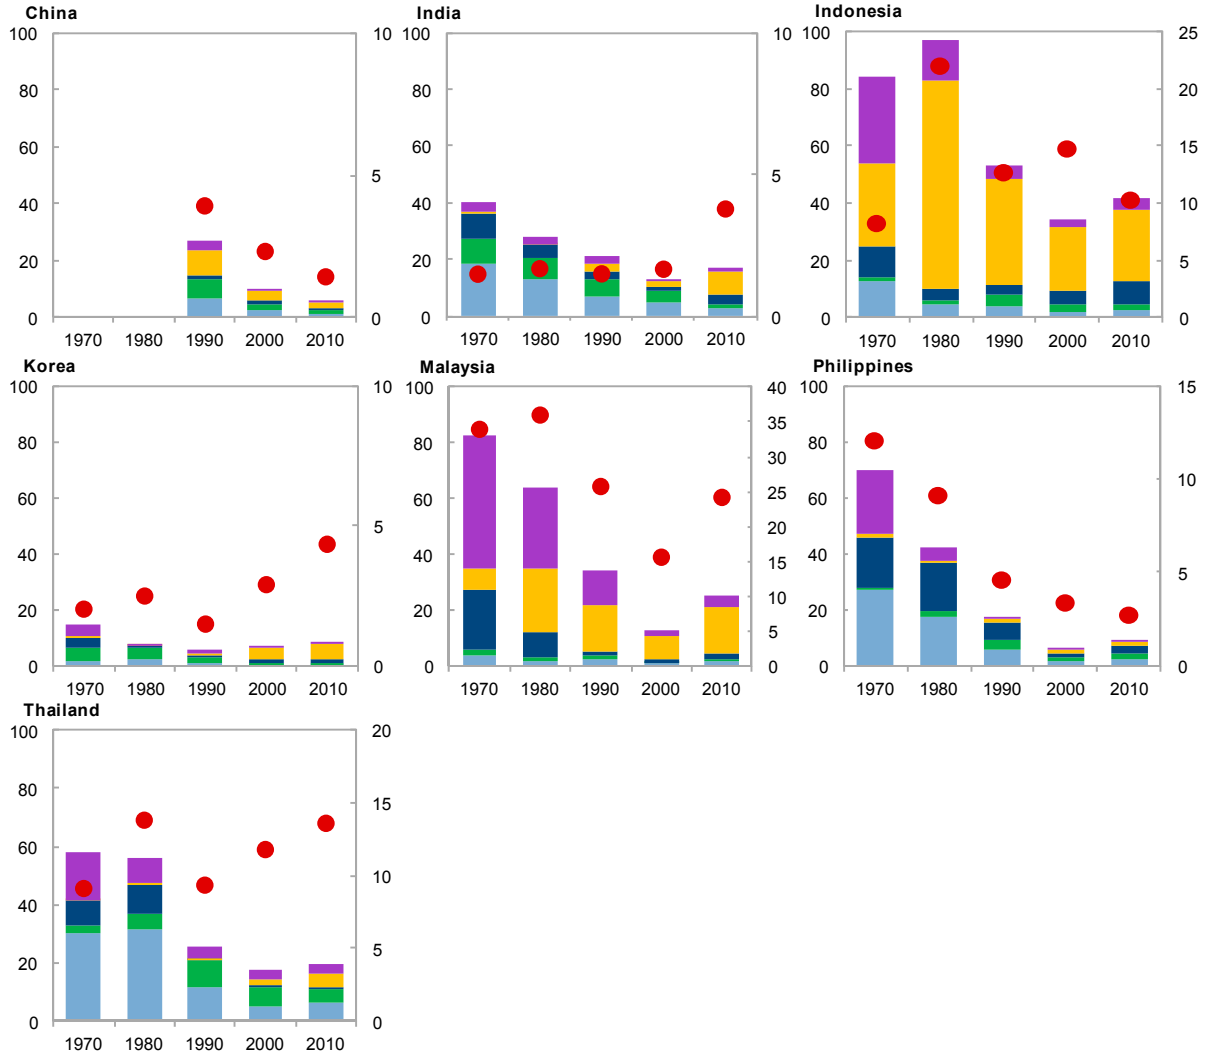 China India Indonesia
100 10 100 10 100 25
80 80 80 20
60 60 60 15
5 5
40 40 40 10
20 20 20 5
0 0 0 0 0 0
1970 1980 1990 2000 2010 1970 1980 1990 2000 2010 1970 1980 1990 2000 2010
Korea Malaysia Philippines
100 10 100 40 100 15
35
80 80 80
30
10
60 60 25 60
5 20
40 40 40
15 5
20 20 10 20
5
0 0 0 0 0 0
1970 1980 1990 2000 2010 1970 1980 1990 2000 2010 1970 1980 1990 2000 2010
Thailand
100 20
80
15
60
10
40
5
20
0 0
1970 1980 1990 2000 2010